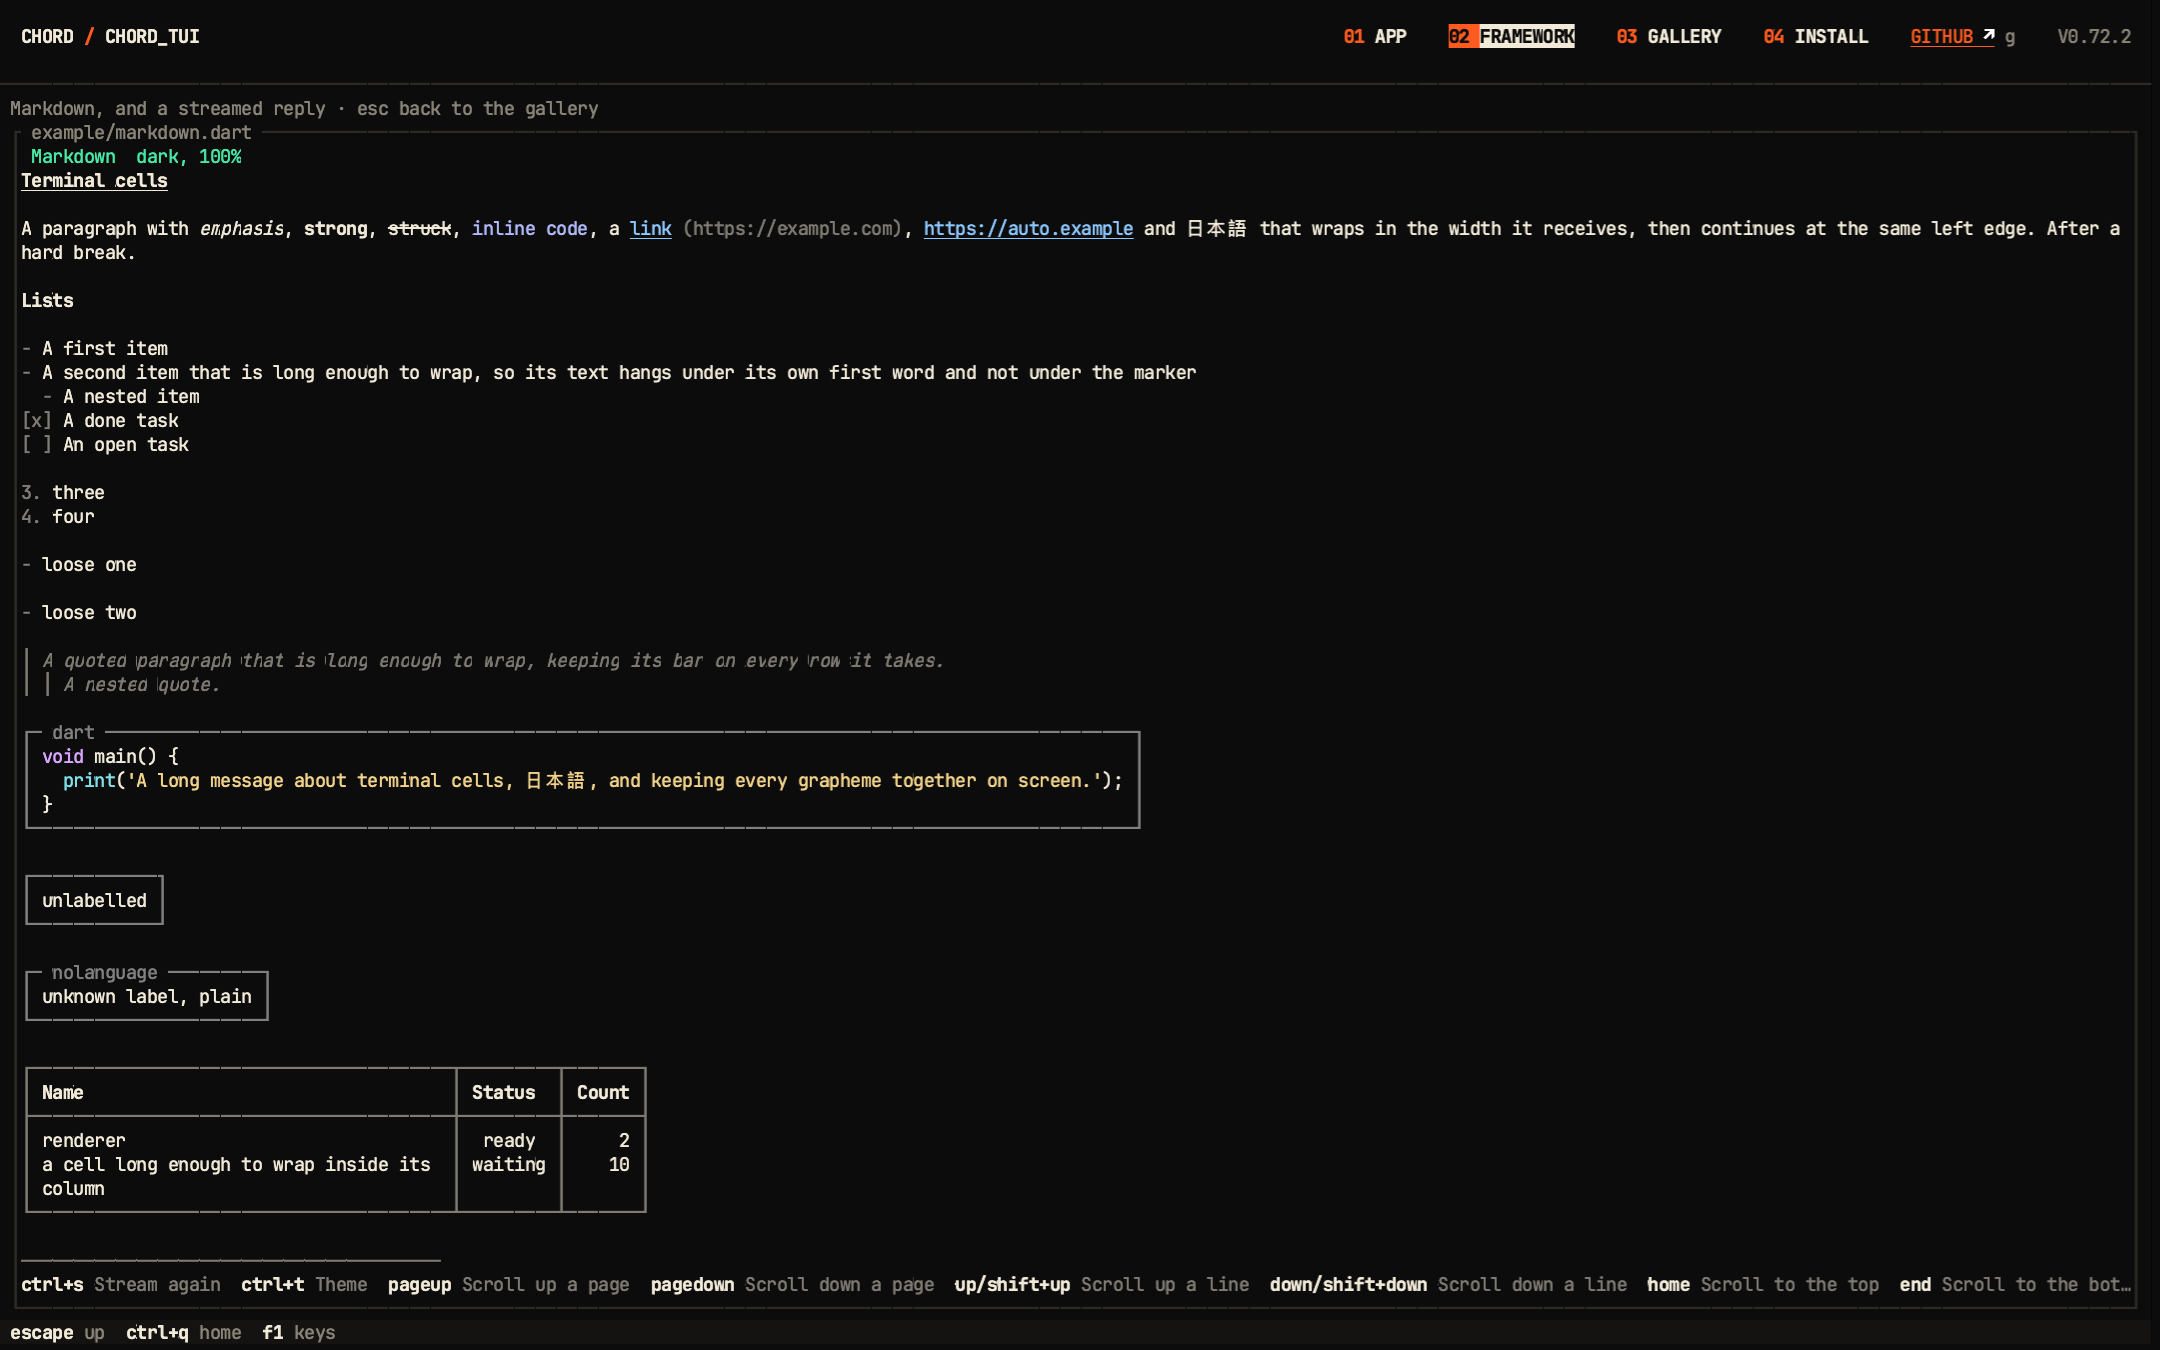 CHORD / CHORD_TUI
01 APP 02 FRAMEWORK 03 GALLERY 04 INSTALL GITHUB ↗ g V0.72.2
Markdown, and a streamed reply · esc back to the gallery
example/markdown.dart
Markdown dark, 100%
Terminal cells
A paragraph with emphasis, strong, struck, inline code, a link (https://example.com), https://auto.example and 日本語 that wraps in the width it receives, then continues at the same left edge. After a
hard break.
Lists
- A first item
- A second item that is long enough to wrap, so its text hangs under its own first word and not under the marker
- A nested item
[x] A done task
[ ] An open task
3. three
4. four
- loose one
- loose two
A quoted paragraph that is long enough to wrap, keeping its bar on every row it takes.
A nested quote.
dart
void main() {
print('A long message about terminal cells, 日本語, and keeping every grapheme together on screen.');
}
unlabelled
nolanguage
unknown label, plain
Name Status Count
renderer ready 2
a cell long enough to wrap inside its waiting 10
column
ctrl+s Stream again ctrl+t Theme pageup Scroll up a page pagedown Scroll down a page up/shift+up Scroll up a line down/shift+down Scroll down a line home Scroll to the top end Scroll to the bot…
escape up ctrl+q home f1 keys